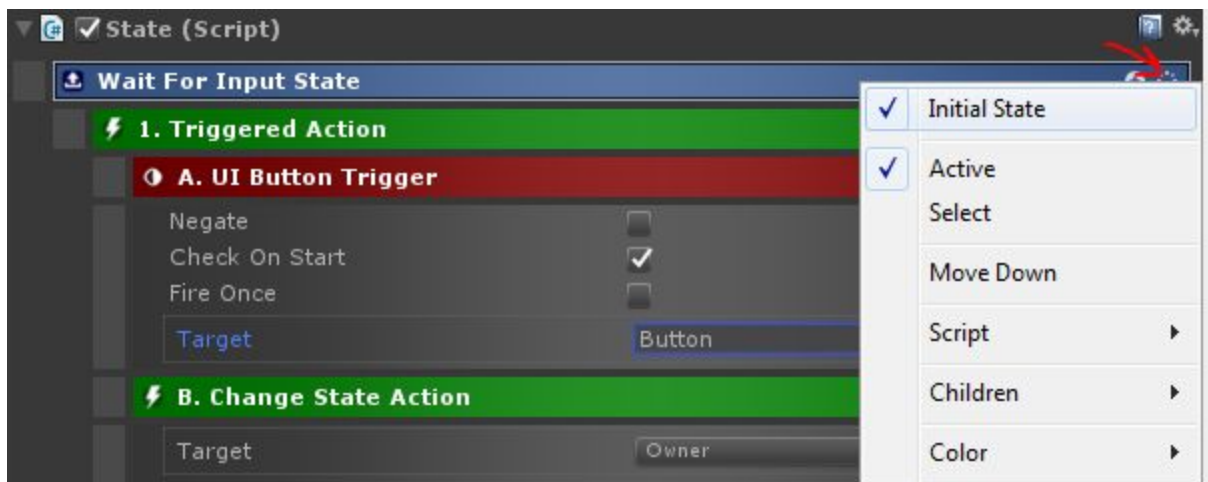 State (Script)
Wait For Input State
1. Triggered Action
A. UI Button Trigger
Negate
Check On Start
Fire Once
Target Button
B. Change State Action
Target Owner
Initial State
Active
Select
Move Down
Script
Children
Color